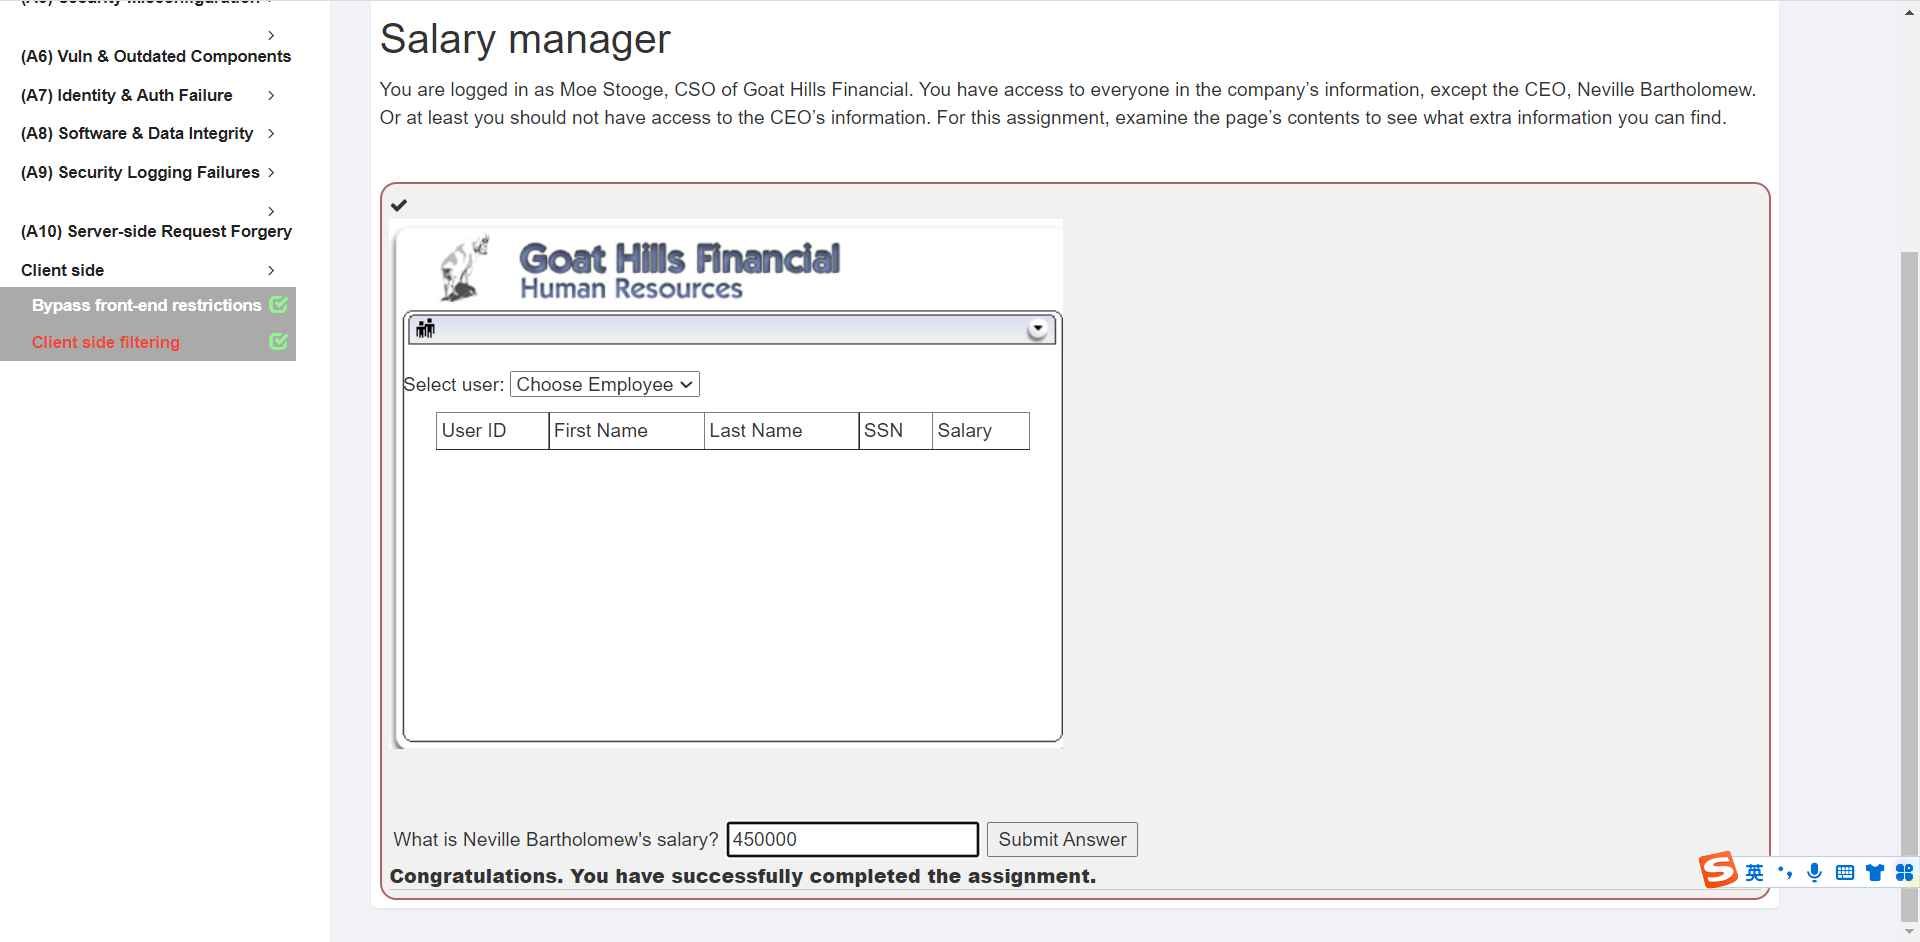 (A6) Vuln & Outdated Components
(A7) Identity & Auth Failure
(A8) Software & Data Integrity
(A9) Security Logging Failures
(A10) Server-side Request Forgery
Client side
Bypass front-end restrictions
Client side filtering
Salary manager
You are logged in as Moe Stooge, CSO of Goat Hills Financial. You have access to everyone in the company’s information, except the CEO, Neville Bartholomew.
Or at least you should not have access to the CEO’s information. For this assignment, examine the page’s contents to see what extra information you can find.
Goat Hills Financial
Human Resources
Select user: Choose Employee
User ID First Name Last Name SSN Salary
What is Neville Bartholomew's salary? 450000 Submit Answer
Congratulations. You have successfully completed the assignment.
S 英